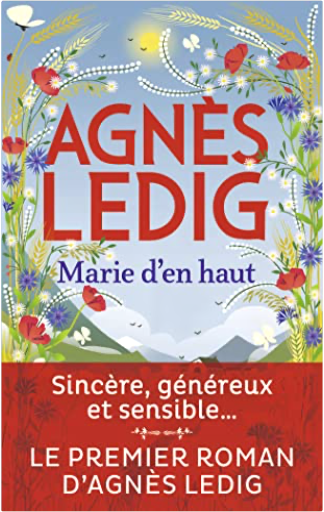 AGNÈS
LEDIG
Marie d'en haut
Sincère, généreux
et sensible...
LE PREMIER ROMAN
D'AGNÈS LEDIG